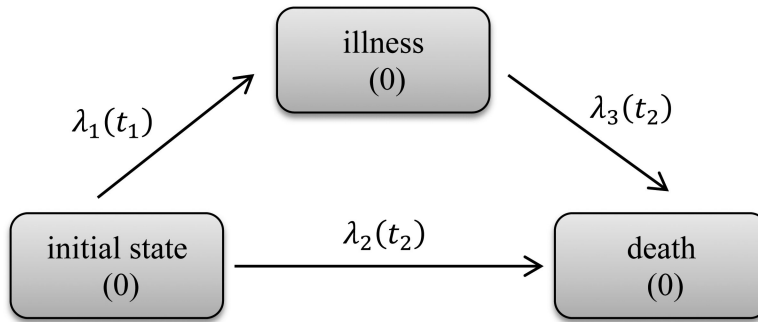 illness
(0)
λ₁(t₁)
λ₃(t₂)
initial state
(0)
λ₂(t₂)
death
(0)